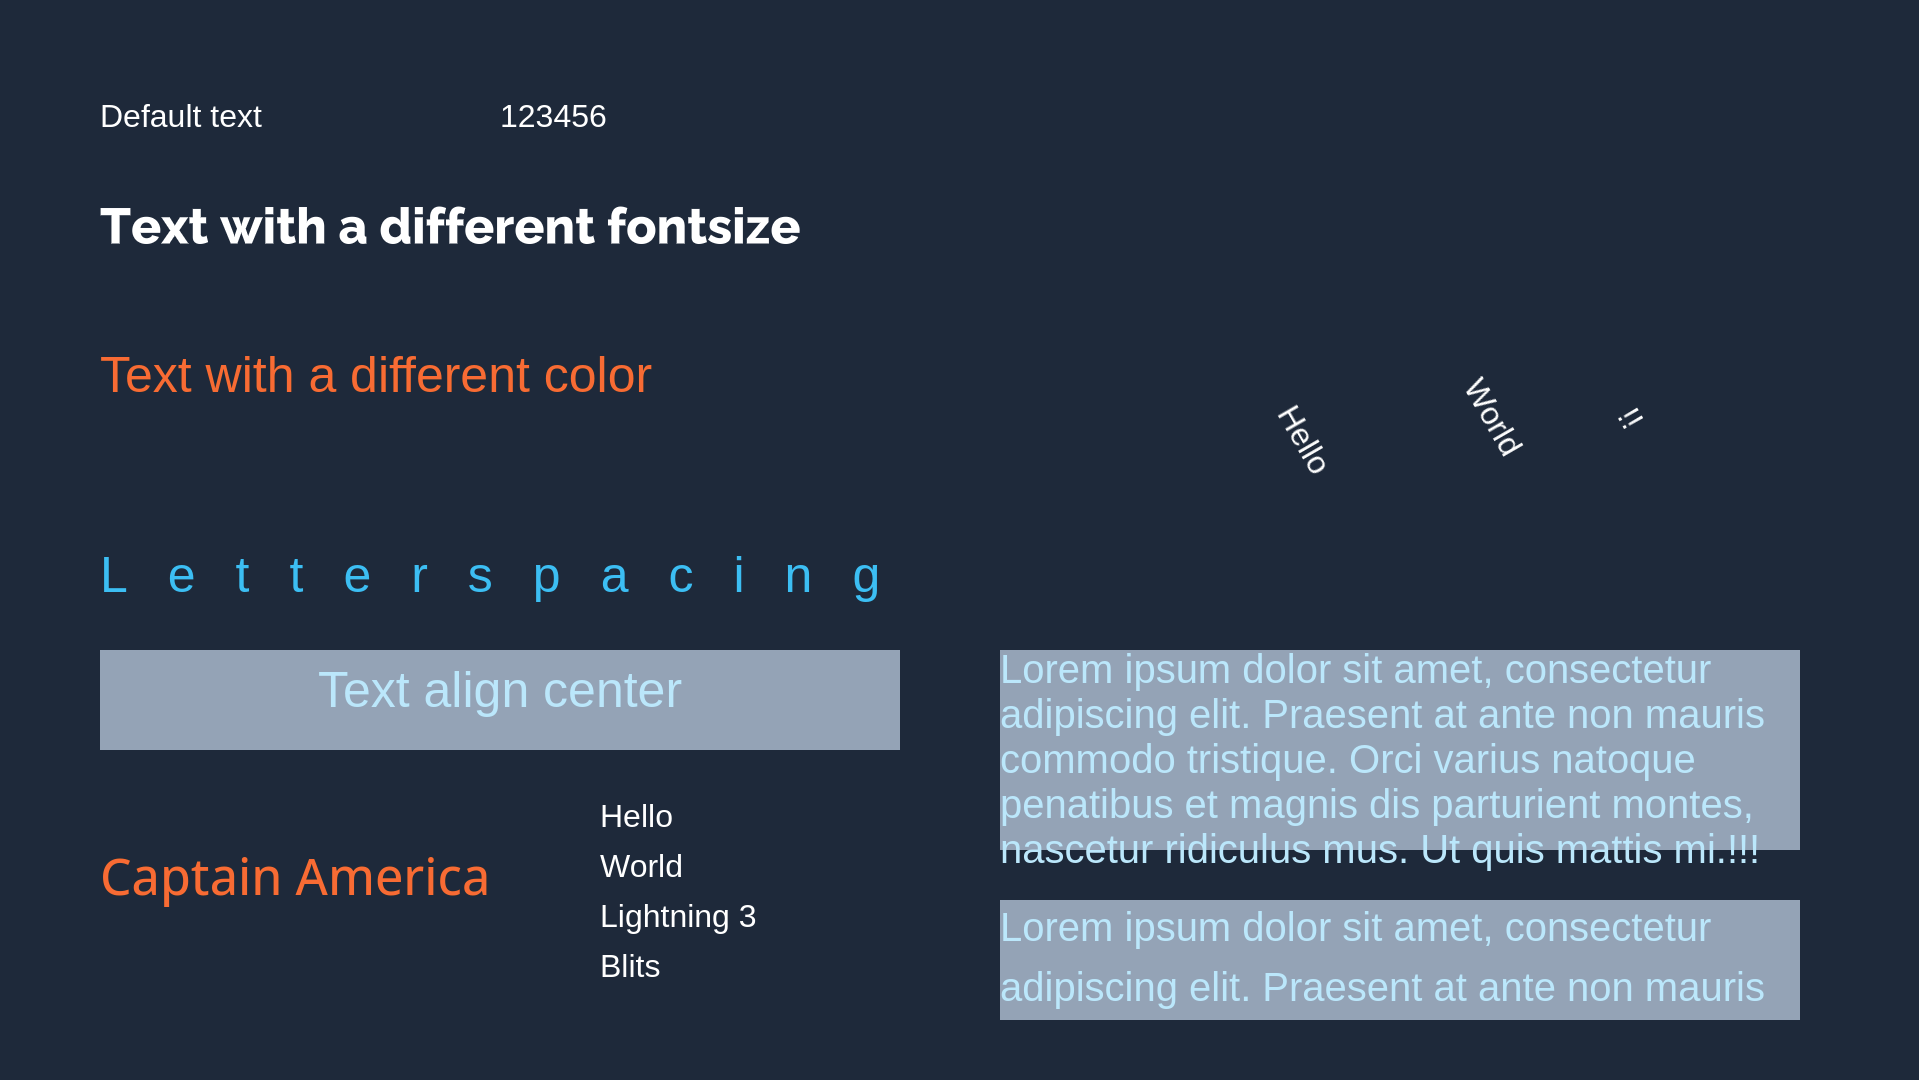 Default text
123456
Text with a different fontsize
Text with a different color
Hello
World
!!
Letterspacing
Text align center
Captain America
Hello
World
Lightning 3
Blits
Lorem ipsum dolor sit amet, consectetur
adipiscing elit. Praesent at ante non mauris
commodo tristique. Orci varius natoque
penatibus et magnis dis parturient montes,
nascetur ridiculus mus. Ut quis mattis mi.!!!
Lorem ipsum dolor sit amet, consectetur
adipiscing elit. Praesent at ante non mauris